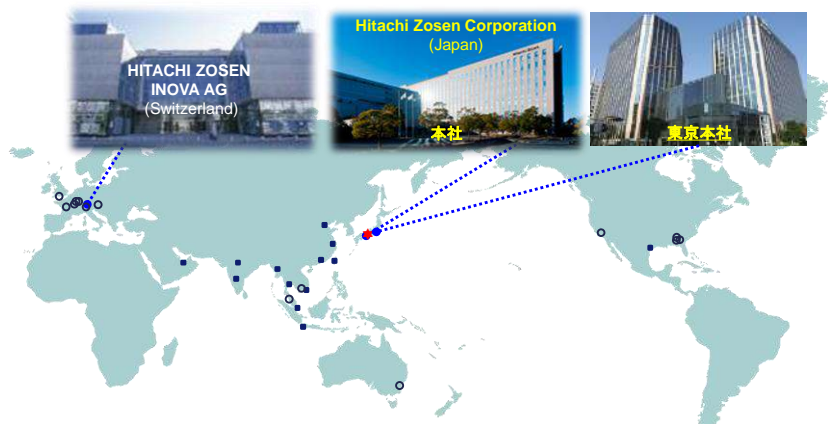 HITACHI ZOSEN
INOVA AG
(Switzerland)
Hitachi Zosen Corporation
(Japan)
本社
東京本社